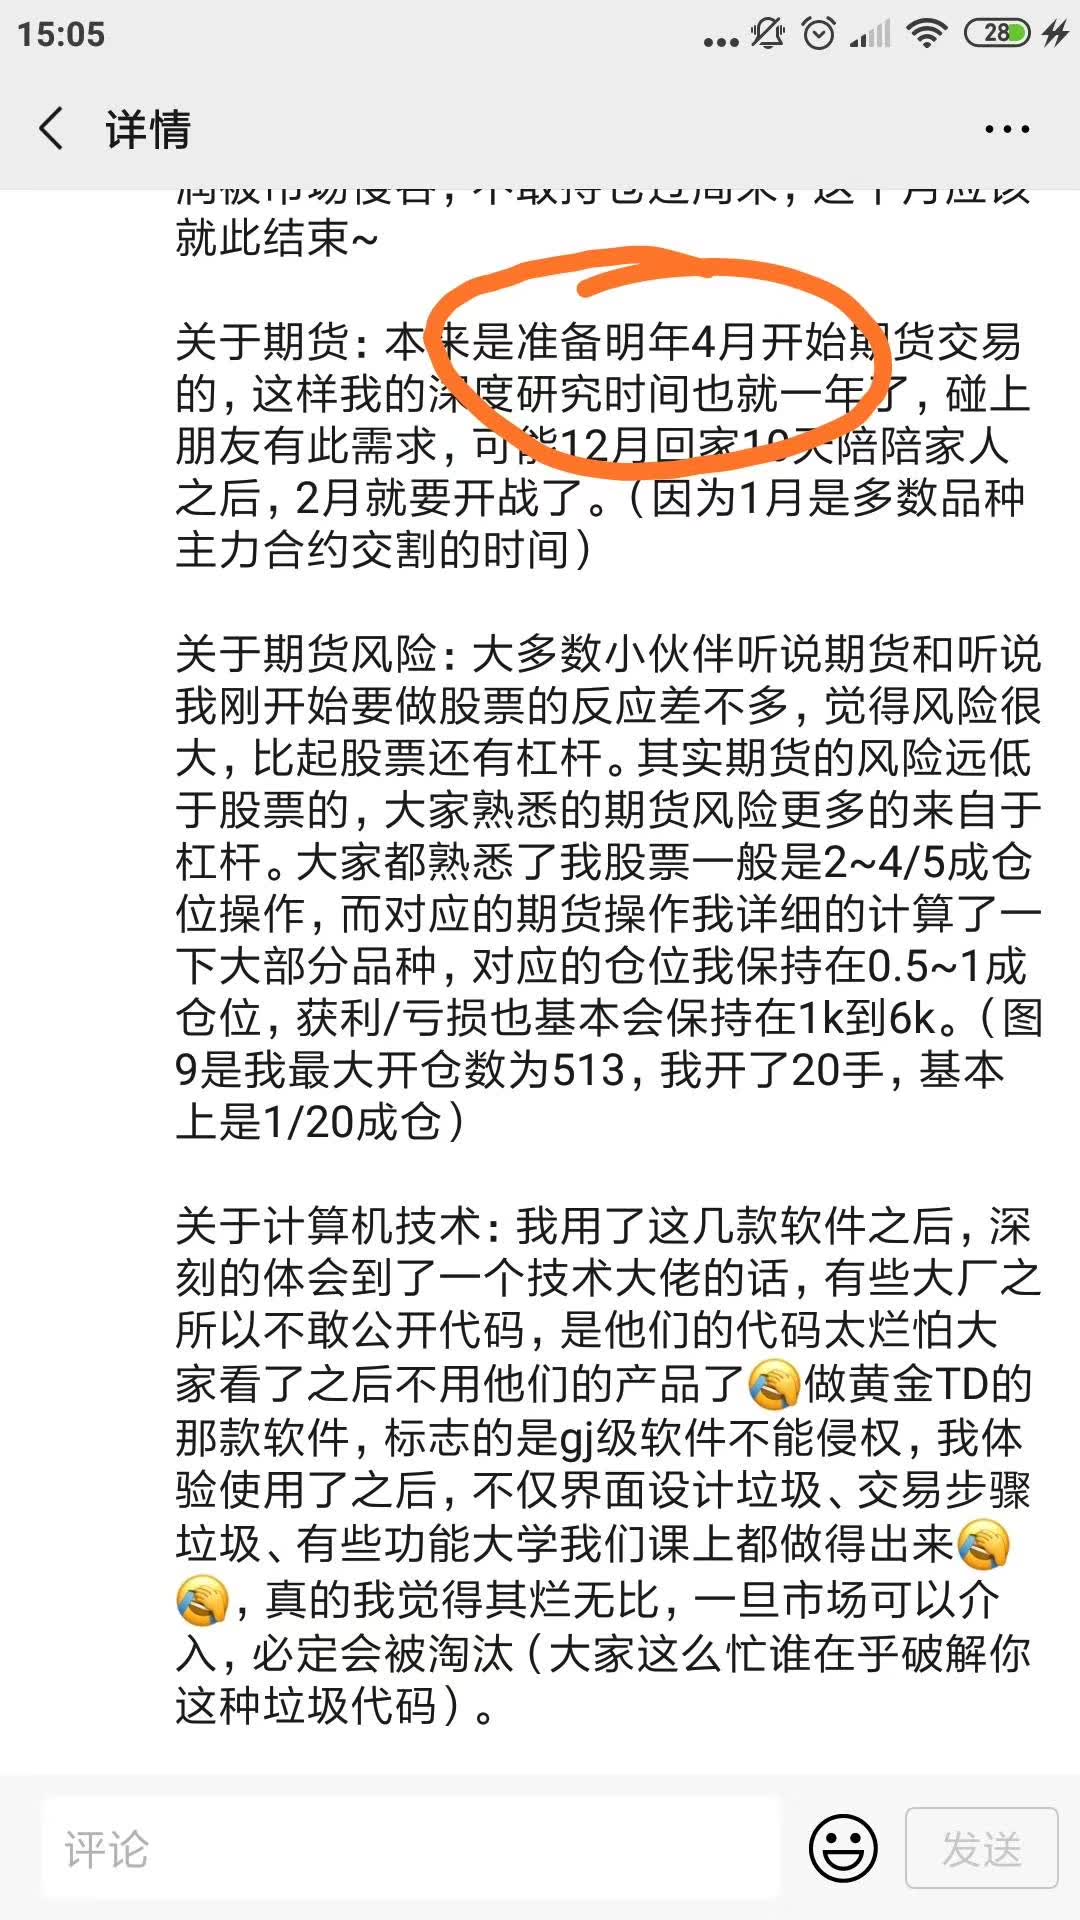 15:05
28
详情
润被市场侵吞，不敢持仓过周末，这个月应该
就此结束~
关于期货：本来是准备明年4月开始期货交易
的，这样我的深度研究时间也就一年了，碰上
朋友有此需求，可能12月回家10天陪陪家人
之后，2月就要开战了。（因为1月是多数品种
主力合约交割的时间）
关于期货风险：大多数小伙伴听说期货和听说
我刚开始要做股票的反应差不多，觉得风险很
大，比起股票还有杠杆。其实期货的风险远低
于股票的，大家熟悉的期货风险更多的来自于
杠杆。大家都熟悉了我股票一般是2~4/5成仓
位操作，而对应的期货操作我详细的计算了一
下大部分品种，对应的仓位我保持在0.5~1成
仓位，获利/亏损也基本会保持在1k到6k。（图
9是我最大开仓数为513，我开了20手，基本
上是1/20成仓）
关于计算机技术：我用了这几款软件之后，深
刻的体会到了一个技术大佬的话，有些大厂之
所以不敢公开代码，是他们的代码太烂怕大
家看了之后不用他们的产品了🤦做黄金TD的
那款软件，标志的是gj级软件不能侵权，我体
验使用了之后，不仅界面设计垃圾、交易步骤
垃圾、有些功能大学我们课上都做得出来🤦
🤦，真的我觉得其烂无比，一旦市场可以介
入，必定会被淘汰（大家这么忙谁在乎破解你
这种垃圾代码）。
评论
发送